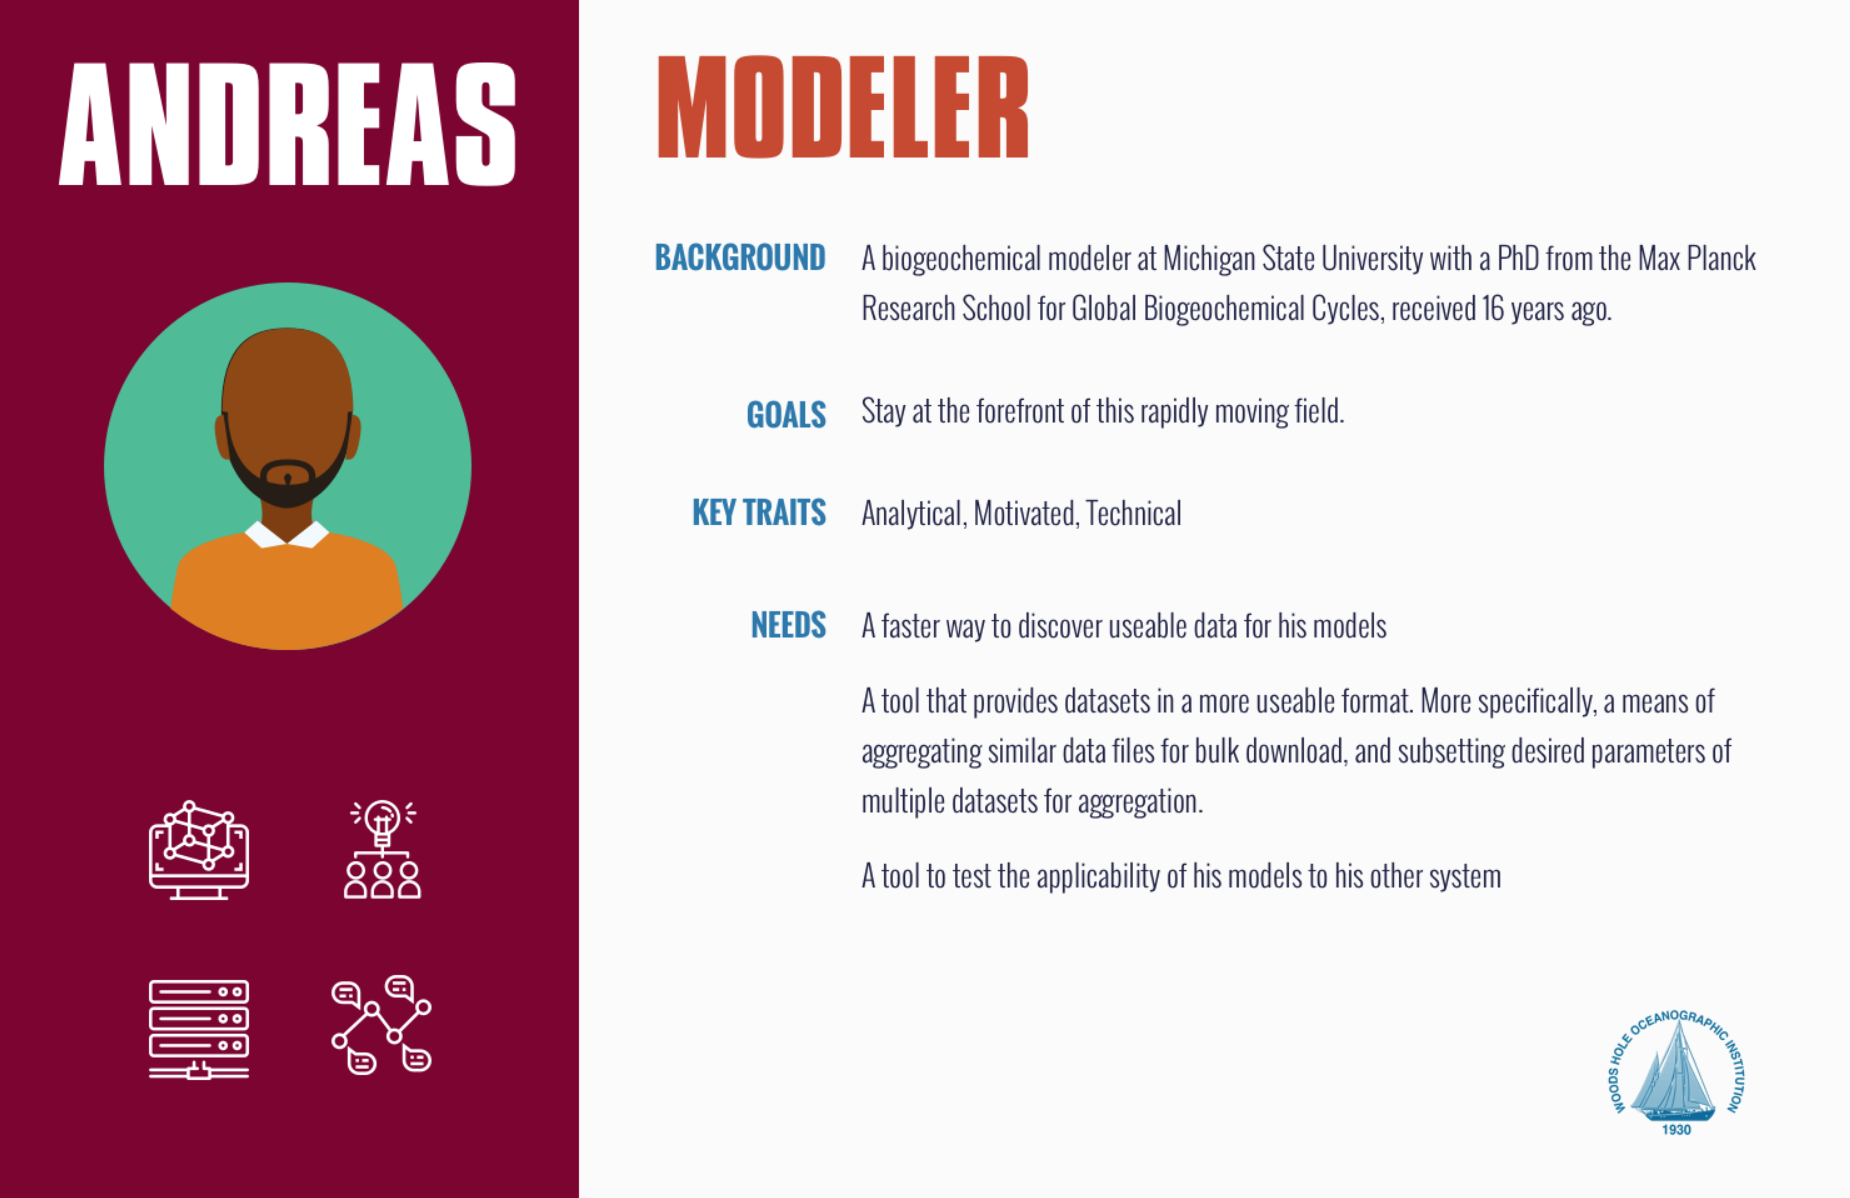 ANDREAS
MODELER
BACKGROUND
A biogeochemical modeler at Michigan State University with a PhD from the Max Planck
Research School for Global Biogeochemical Cycles, received 16 years ago.
GOALS
Stay at the forefront of this rapidly moving field.
KEY TRAITS
Analytical, Motivated, Technical
NEEDS
A faster way to discover useable data for his models
A tool that provides datasets in a more useable format. More specifically, a means of
aggregating similar data files for bulk download, and subsetting desired parameters of
multiple datasets for aggregation.
A tool to test the applicability of his models to his other system
WOODS HOLE OCEANOGRAPHIC INSTITUTION
1930